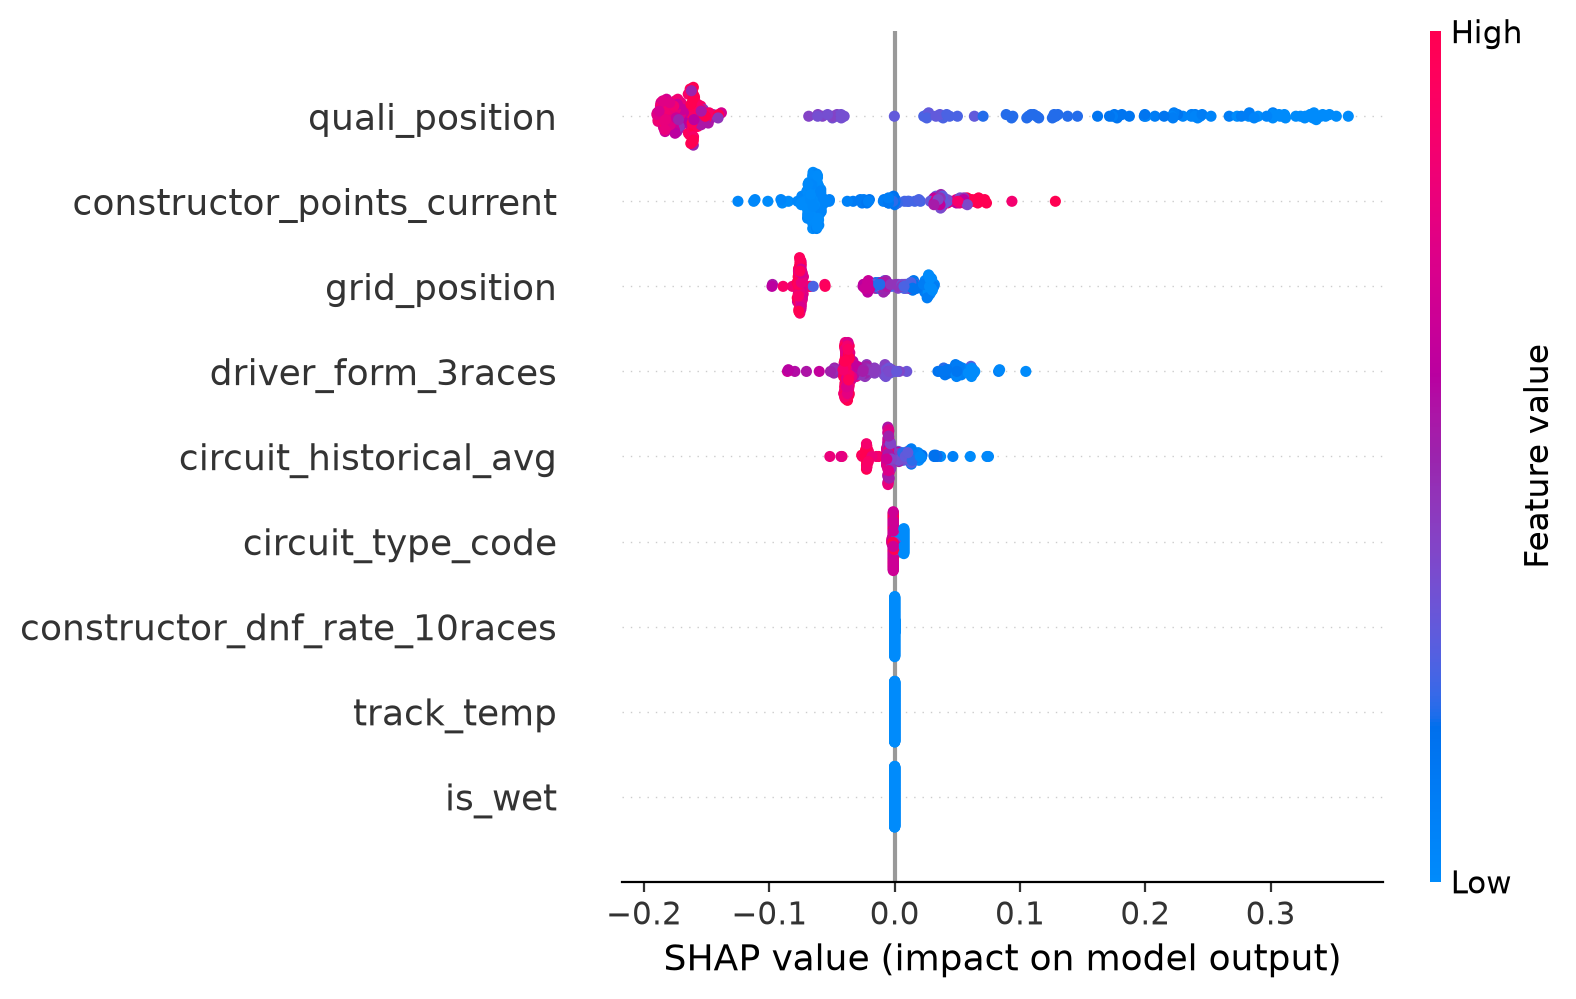 High
quali_position
constructor_points_current
grid_position
driver_form_3races
circuit_historical_avg
circuit_type_code
constructor_dnf_rate_10races
track_temp
is_wet
Feature value
Low
−0.2 −0.1 0.0 0.1 0.2 0.3
SHAP value (impact on model output)